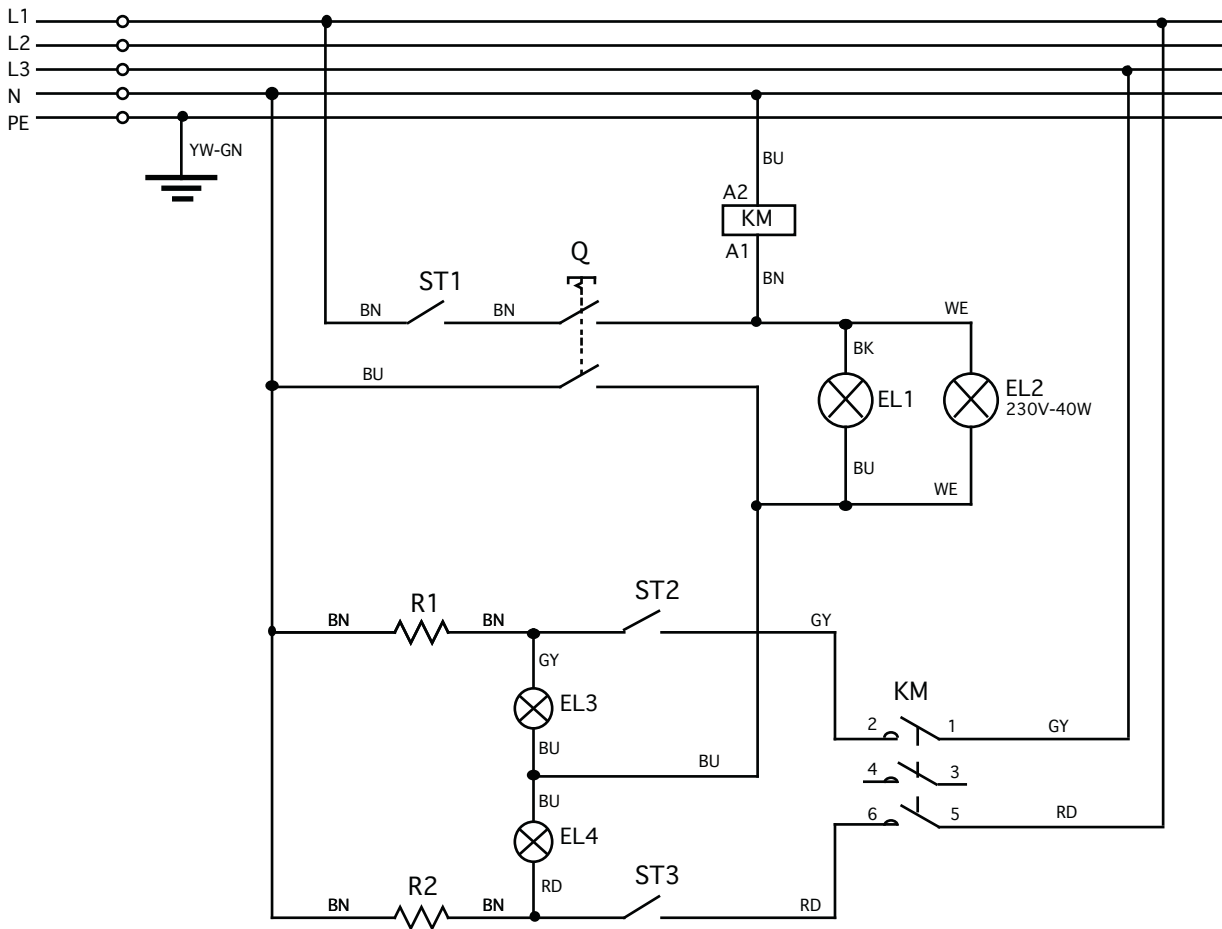 L1
L2
L3
N
PE
YW-GN
BU
A2
KM
A1
BN
Q
ST1
BN
BN
WE
BK
BU
EL1
EL2
230V-40W
BU
WE
R1
ST2
BN
BN
GY
GY
EL3
KM
2
1
GY
BU
BU
4
3
BU
6
5
RD
EL4
R2
RD
ST3
BN
BN
RD